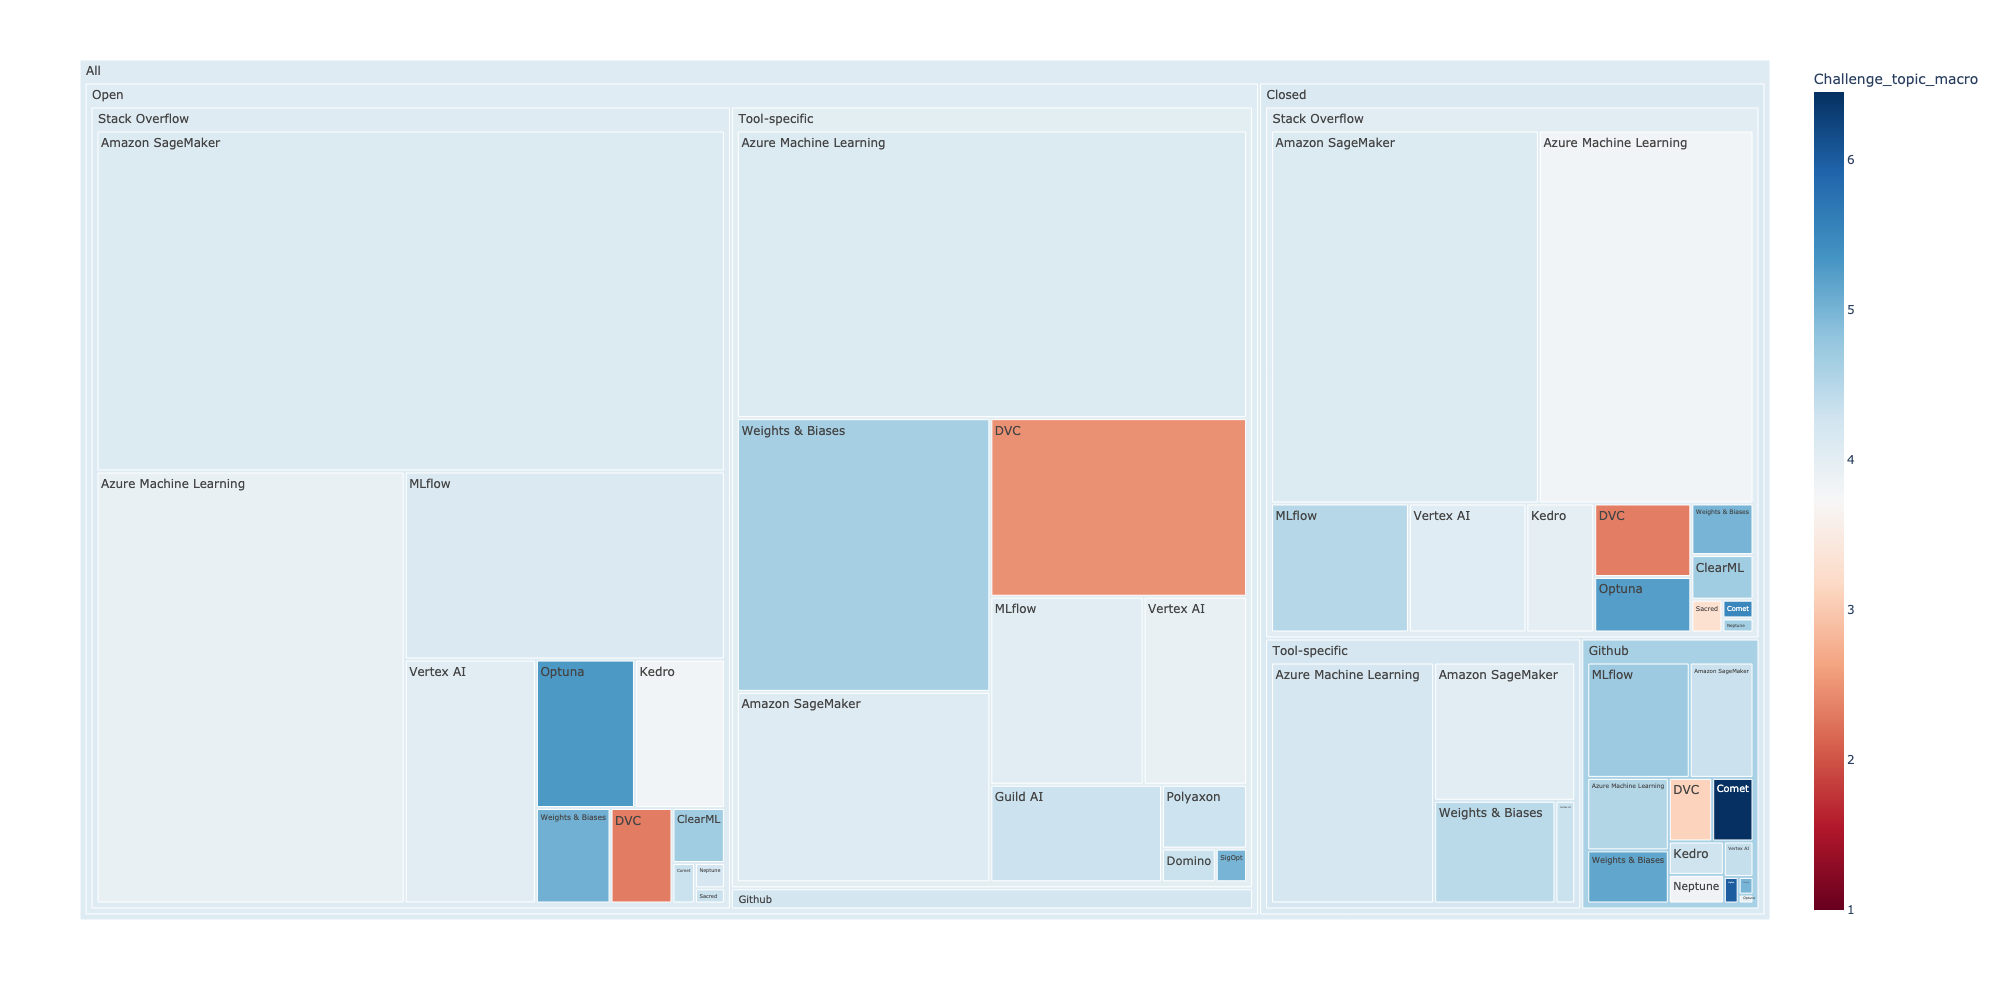 All
Open
Stack Overflow
Amazon SageMaker
Azure Machine Learning
MLflow
Vertex AI
Optuna
Kedro
Weights & Biases
DVC
ClearML
Comet
Neptune
Sacred
Tool-specific
Azure Machine Learning
Weights & Biases
DVC
Amazon SageMaker
MLflow
Vertex AI
Guild AI
Polyaxon
Domino
SigOpt
Github
Closed
Stack Overflow
Amazon SageMaker
Azure Machine Learning
MLflow
Vertex AI
Kedro
DVC
Optuna
Weights & Biases
ClearML
Sacred
Comet
Neptune
Tool-specific
Azure Machine Learning
Amazon SageMaker
Weights & Biases
Github
MLflow
Amazon SageMaker
Azure Machine Learning
Weights & Biases
DVC
Comet
Kedro
Vertex AI
Neptune
Challenge_topic_macro
6
5
4
3
2
1